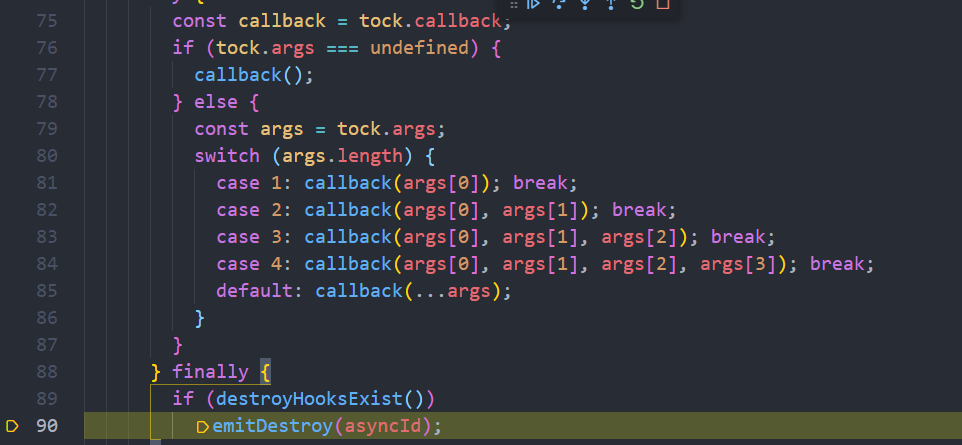 75 const callback = tock.callback;
76 if (tock.args === undefined) {
77 callback();
78 } else {
79 const args = tock.args;
80 switch (args.length) {
81 case 1: callback(args[0]); break;
82 case 2: callback(args[0], args[1]); break;
83 case 3: callback(args[0], args[1], args[2]); break;
84 case 4: callback(args[0], args[1], args[2], args[3]); break;
85 default: callback(...args);
86 }
87 }
88 } finally {
89 if (destroyHooksExist())
90 emitDestroy(asyncId);